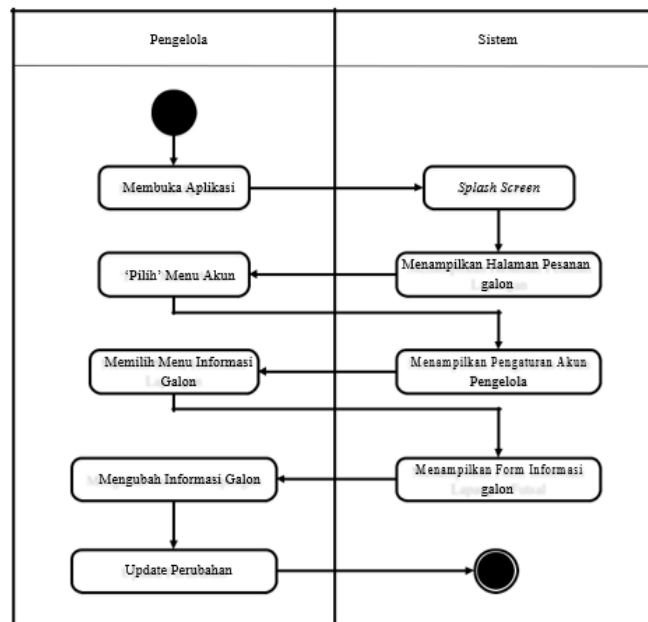 Pengelola
Sistem
Membuka Aplikasi
Splash Screen
Menampilkan Halaman Pesanan
galon
‘Pilih’ Menu Akun
Menampilkan Pengaturan Akun
Pengelola
Memilih Menu Informasi
Galon
Menampilkan Form Informasi
galon
Mengubah Informasi Galon
Update Perubahan